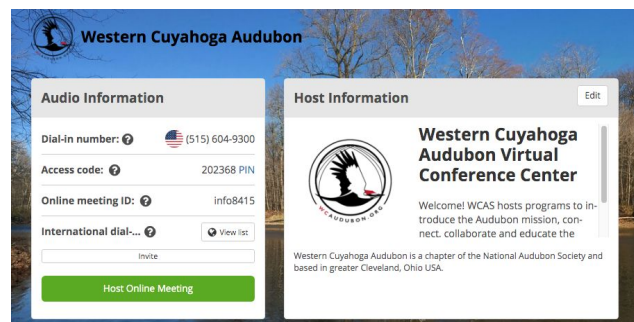 Western Cuyahoga Audubon
Audio Information
Dial-in number:
(515) 604-9300
Access code:
202368 PIN
Online meeting ID:
info8415
International dial-...
View list
Invite
Host Online Meeting
Host Information
Edit
WCAUDUBON.ORG
Western Cuyahoga
Audubon Virtual
Conference Center
Welcome! WCAS hosts programs to in-
troduce the Audubon mission, con-
nect. collaborate and educate the
Western Cuyahoga Audubon is a chapter of the National Audubon Society and
based in greater Cleveland, Ohio USA.